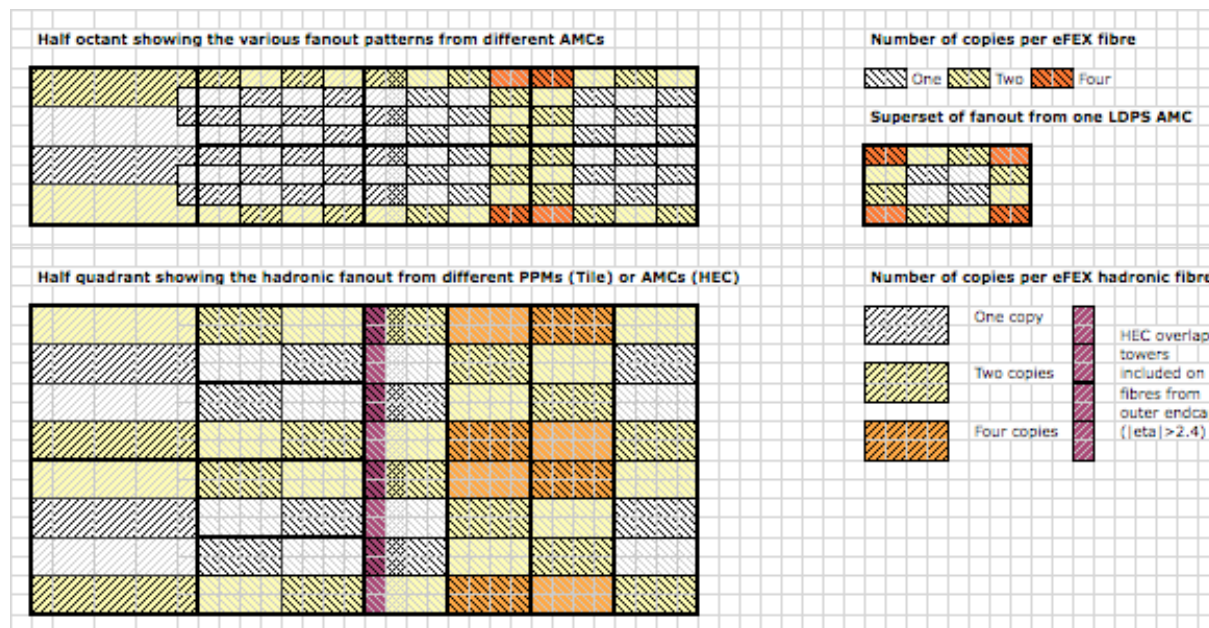 Half octant showing the various fanout patterns from different AMCs
Number of copies per eFEX fibre
One Two Four
Superset of fanout from one LDPS AMC
Half quadrant showing the hadronic fanout from different PPMs (Tile) or AMCs (HEC)
Number of copies per eFEX hadronic fibre
One copy
Two copies
Four copies
HEC overlap
towers
included on
fibres from
outer endca
(|eta|>2.4)